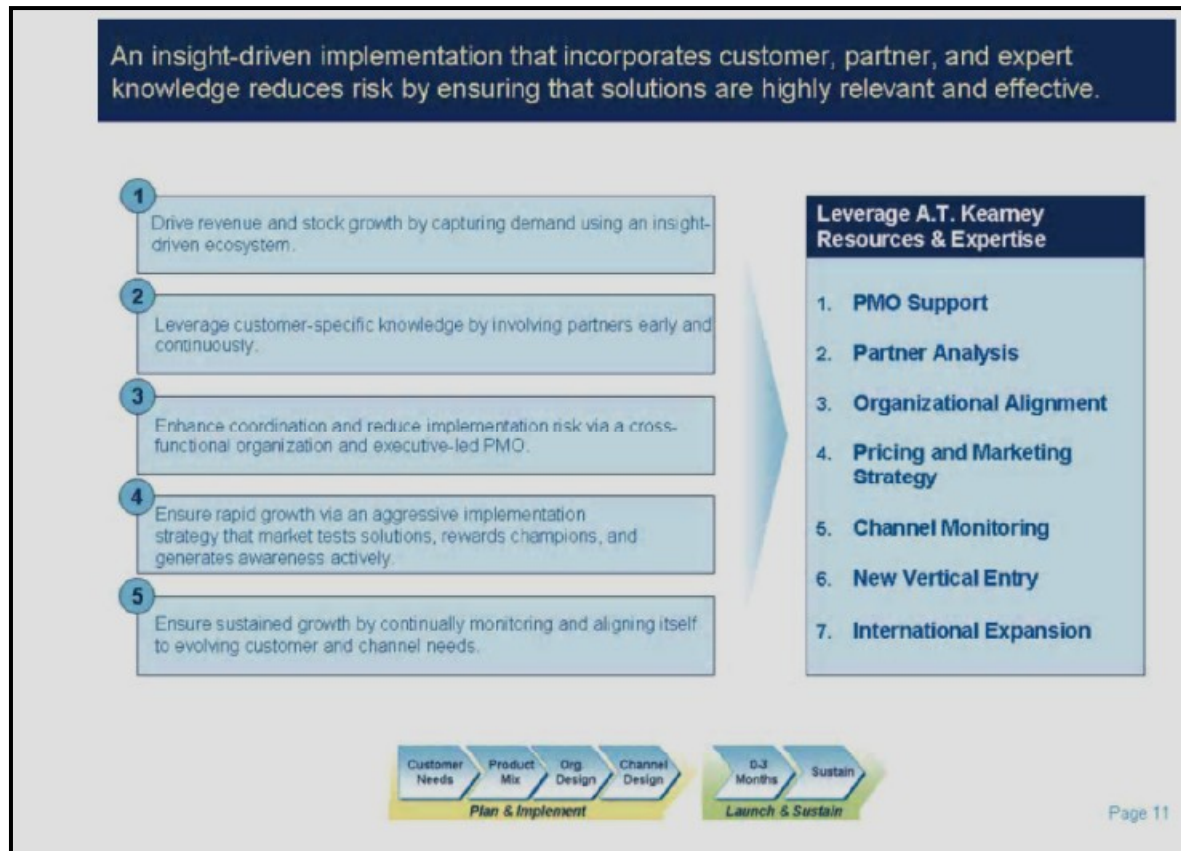 An insight-driven implementation that incorporates customer, partner, and expert
knowledge reduces risk by ensuring that solutions are highly relevant and effective.
1
Drive revenue and stock growth by capturing demand using an insight-
driven ecosystem.
2
Leverage customer-specific knowledge by involving partners early and
continuously.
3
Enhance coordination and reduce implementation risk via a cross-
functional organization and executive-led PMO.
4
Ensure rapid growth via an aggressive implementation
strategy that market tests solutions, rewards champions, and
generates awareness actively.
5
Ensure sustained growth by continually monitoring and aligning itself
to evolving customer and channel needs.
Leverage A.T. Kearney
Resources & Expertise
1. PMO Support
2. Partner Analysis
3. Organizational Alignment
4. Pricing and Marketing
Strategy
5. Channel Monitoring
6. New Vertical Entry
7. International Expansion
Customer
Needs
Product
Mix
Org.
Design
Channel
Design
Plan & Implement
0-3
Months
Sustain
Launch & Sustain
Page 11